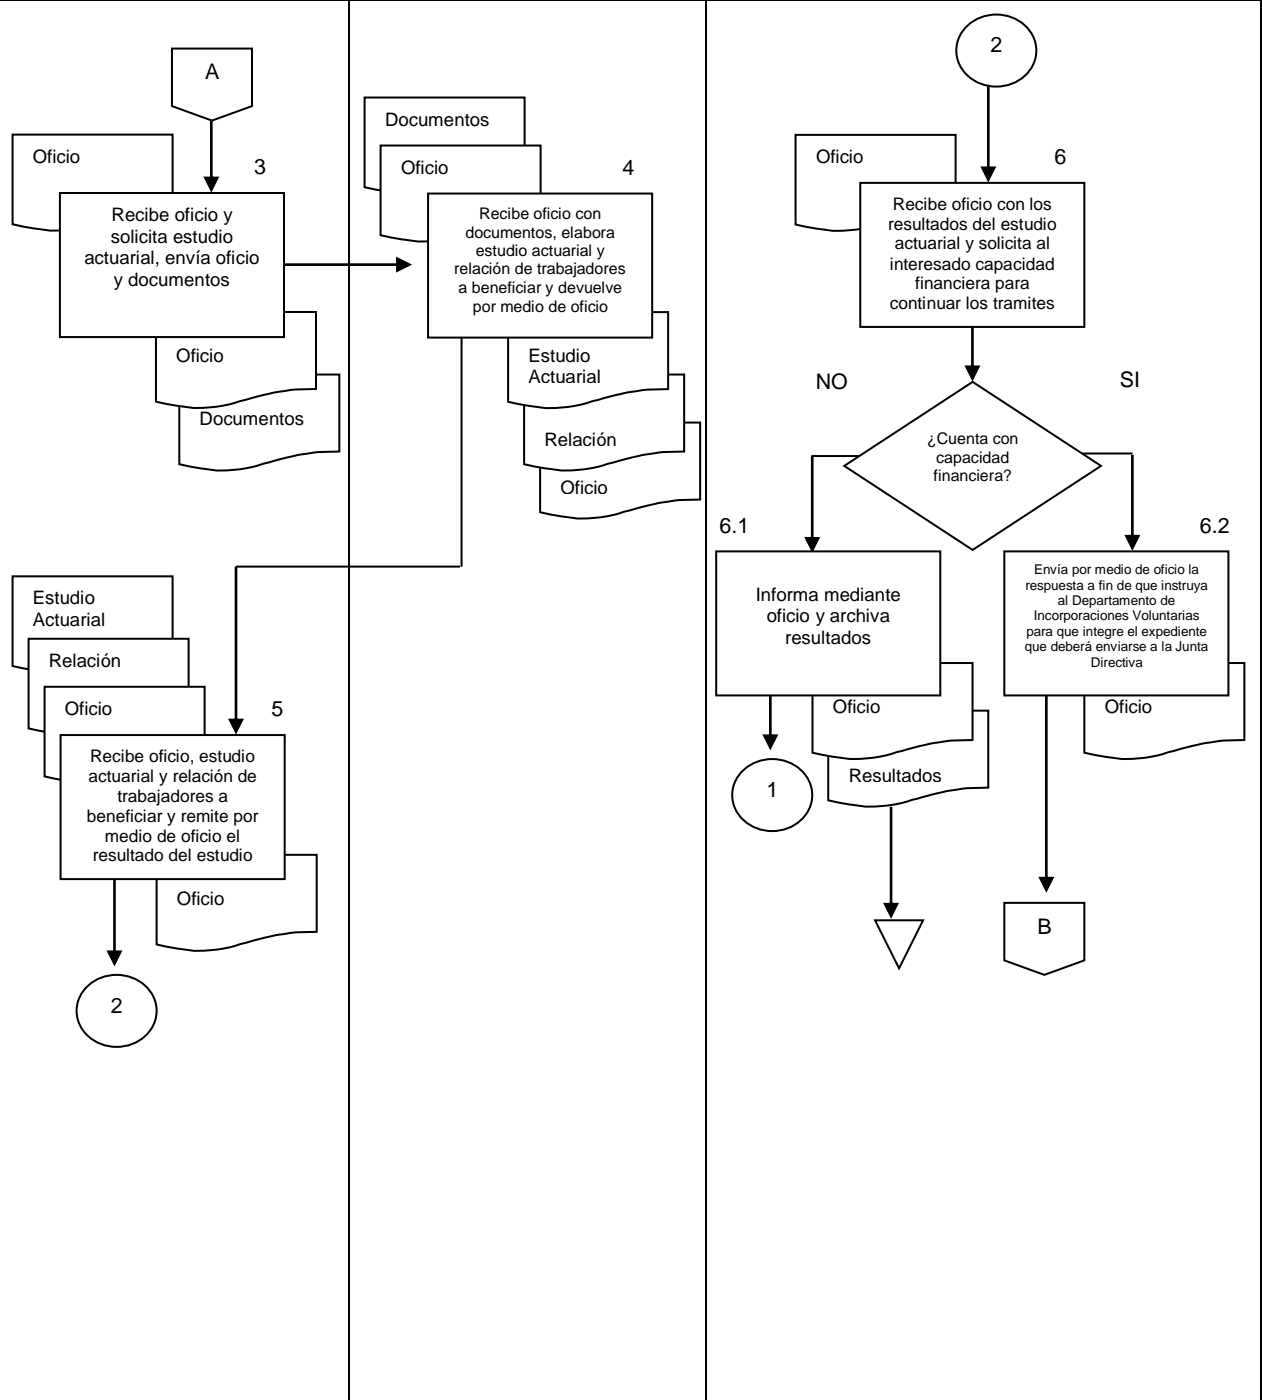 A
Oficio
3
Recibe oficio y
solicita estudio
actuarial, envía oficio
y documentos
Oficio
Documentos
Documentos
Oficio
4
Recibe oficio con
documentos, elabora
estudio actuarial y
relación de trabajadores
a beneficiar y devuelve
por medio de oficio
Estudio
Actuarial
Relación
Oficio
Estudio
Actuarial
Relación
Oficio
5
Recibe oficio, estudio
actuarial y relación de
trabajadores a
beneficiar y remite por
medio de oficio el
resultado del estudio
Oficio
2
2
Oficio
6
Recibe oficio con los
resultados del estudio
actuarial y solicita al
interesado capacidad
financiera para
continuar los tramites
NO
SI
¿Cuenta con
capacidad
financiera?
6.1
Informa mediante
oficio y archiva
resultados
Oficio
Resultados
1
6.2
Envía por medio de oficio la
respuesta a fin de que instruya
al Departamento de
Incorporaciones Voluntarias
para que integre el expediente
que deberá enviarse a la Junta
Directiva
Oficio
B